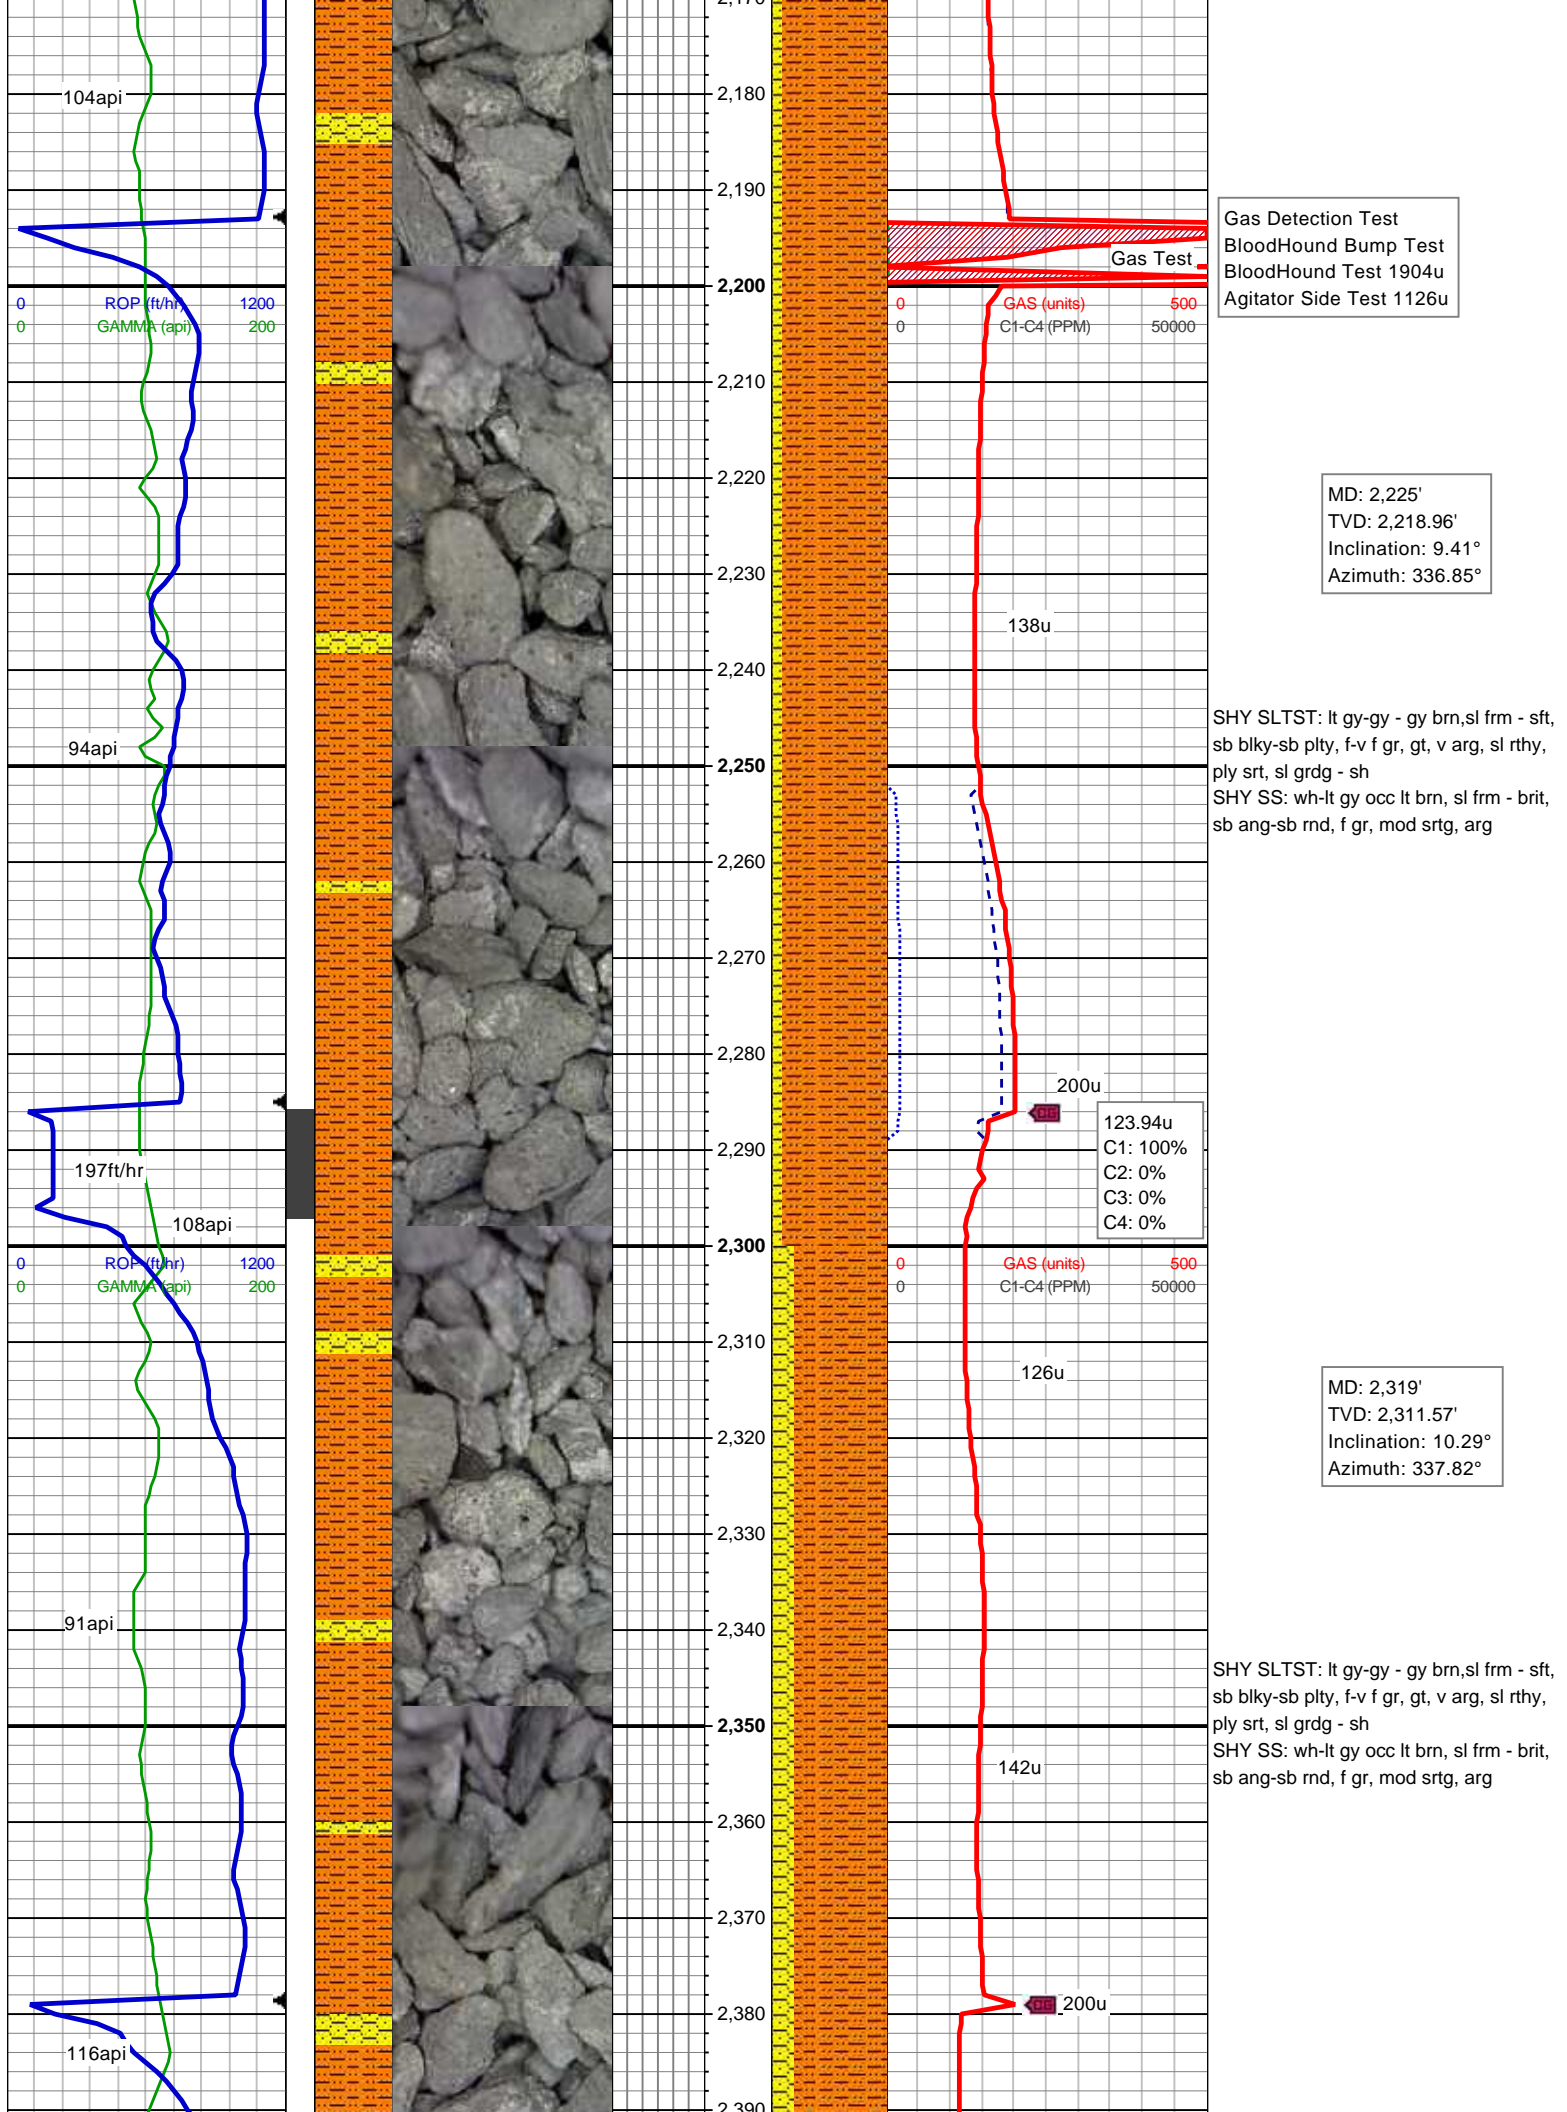 2,170
104api
2,180
2,190
Gas Detection Test
BloodHound Bump Test
BloodHound Test 1904u
Agitator Side Test 1126u
Gas Test
2,200
0 ROP (ft/hr) 1200
0 GAMMA (api) 200
0 GAS (units) 500
0 C1-C4 (PPM) 50000
2,210
2,220
MD: 2,225'
TVD: 2,218.96'
Inclination: 9.41°
Azimuth: 336.85°
2,230
138u
2,240
94api
2,250
SHY SLTST: lt gy-gy - gy brn,sl frm - sft,
sb blky-sb plty, f-v f gr, gt, v arg, sl rthy,
ply srt, sl grdg - sh
SHY SS: wh-lt gy occ lt brn, sl frm - brit,
sb ang-sb rnd, f gr, mod srtg, arg
2,260
2,270
2,280
200u
CG
123.94u
C1: 100%
C2: 0%
C3: 0%
C4: 0%
2,290
197ft/hr
108api
2,300
0 ROP (ft/hr) 1200
0 GAMMA (api) 200
0 GAS (units) 500
0 C1-C4 (PPM) 50000
2,310
126u
MD: 2,319'
TVD: 2,311.57'
Inclination: 10.29°
Azimuth: 337.82°
2,320
2,330
91api
2,340
2,350
SHY SLTST: lt gy-gy - gy brn,sl frm - sft,
sb blky-sb plty, f-v f gr, gt, v arg, sl rthy,
ply srt, sl grdg - sh
SHY SS: wh-lt gy occ lt brn, sl frm - brit,
sb ang-sb rnd, f gr, mod srtg, arg
142u
2,360
2,370
2,380
CG 200u
116api
2,390